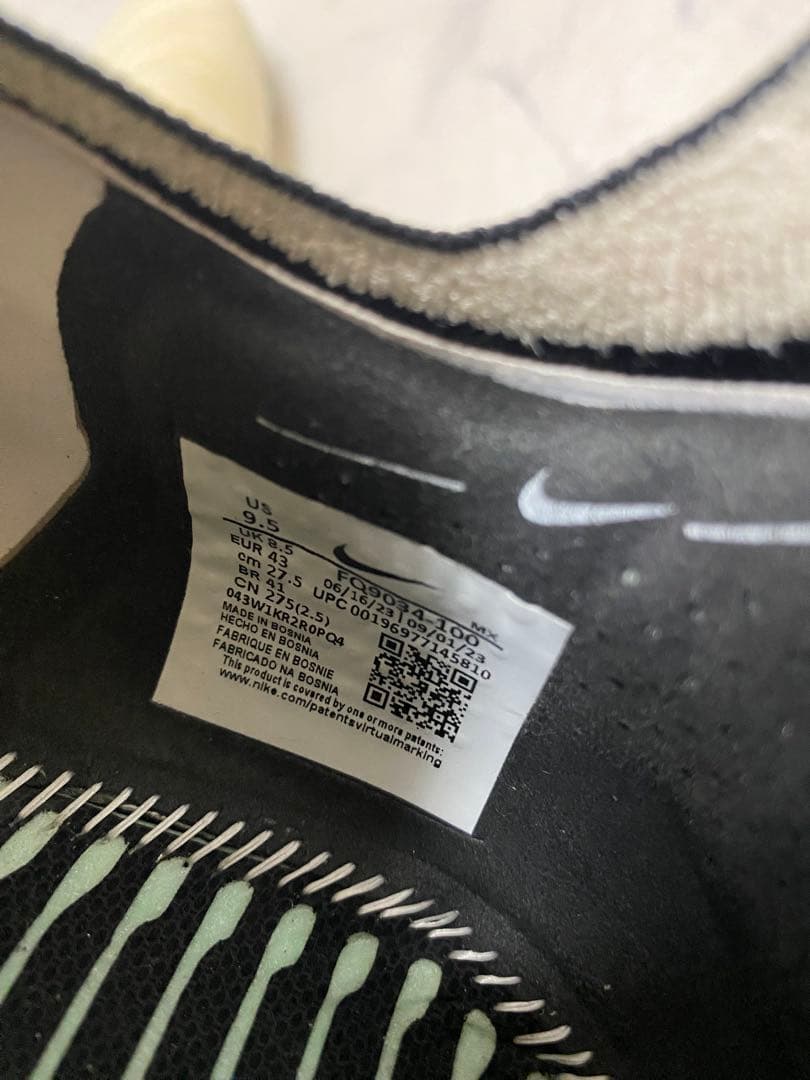 US
9.5
UK 8.5
EUR 43
cm 27.5
BR 41
CN 275(2.5)
043W1KR2R0PQ4
FQ9034-100
MX
06/16/23 | 09/01/23
UPC 00196977145810
MADE IN BOSNIA
HECHO EN BOSNIA
FABRIQUE EN BOSNIE
FABRICADO NA BOSNIA
This product is covered by one or more patents:
www.nike.com/patentsvirtualmarking